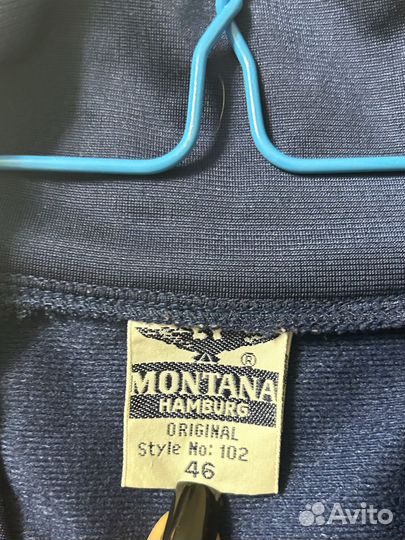 ®
MONTANA
HAMBURG
ORIGINAL
Style No: 102
46
Avito